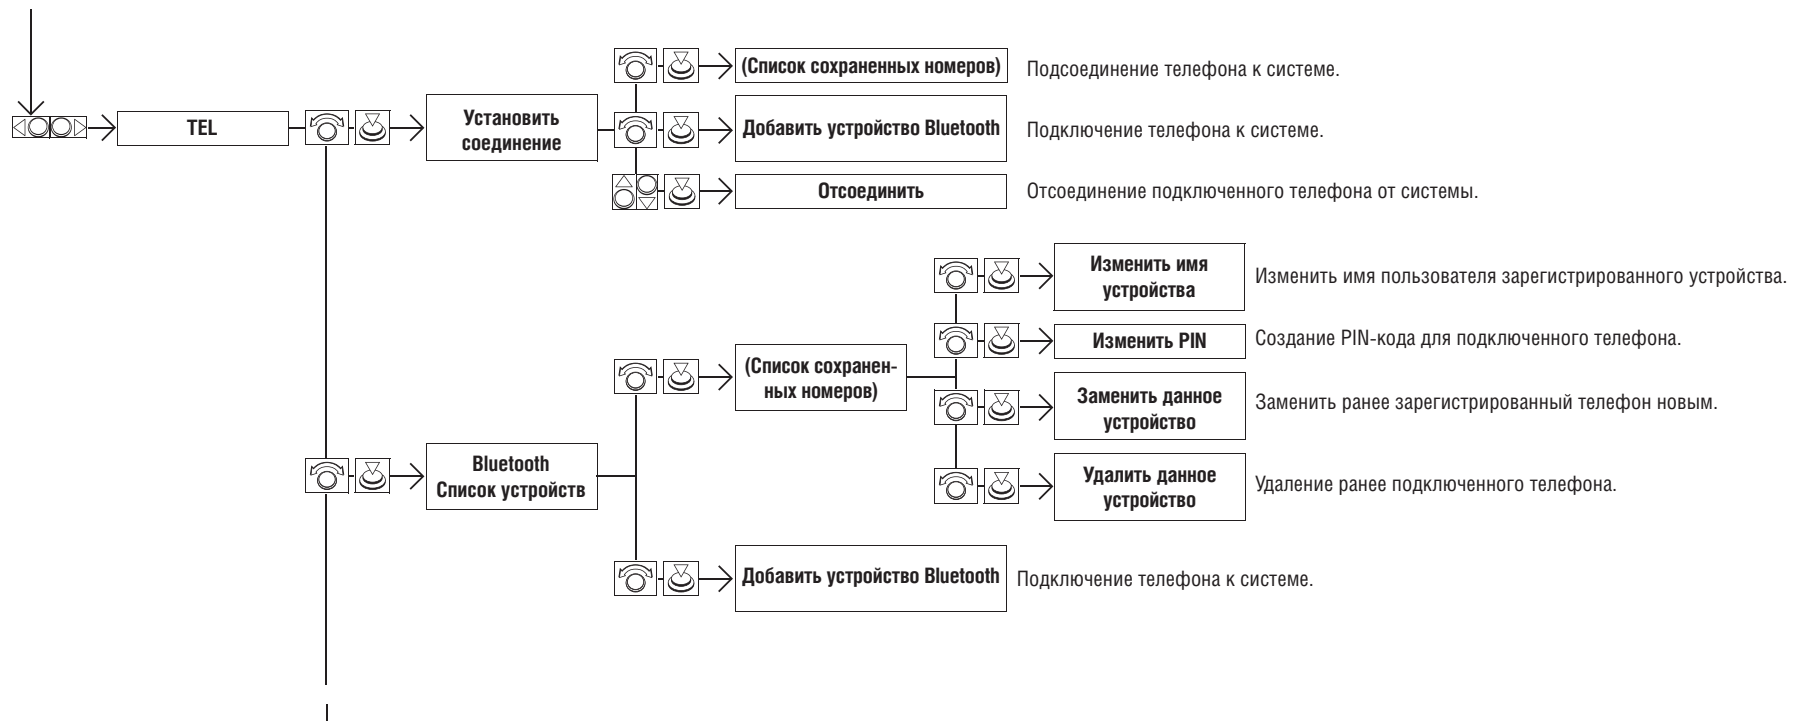 (Список сохраненных номеров)
Подсоединение телефона к системе.
TEL
Установить
соединение
Добавить устройство Bluetooth
Подключение телефона к системе.
Отсоединить
Отсоединение подключенного телефона от системы.
Изменить имя
устройства
Изменить имя пользователя зарегистрированного устройства.
Изменить PIN
Создание PIN-кода для подключенного телефона.
(Список сохранен-
ных номеров)
Заменить данное
устройство
Заменить ранее зарегистрированный телефон новым.
Bluetooth
Список устройств
Удалить данное
устройство
Удаление ранее подключенного телефона.
Добавить устройство Bluetooth
Подключение телефона к системе.